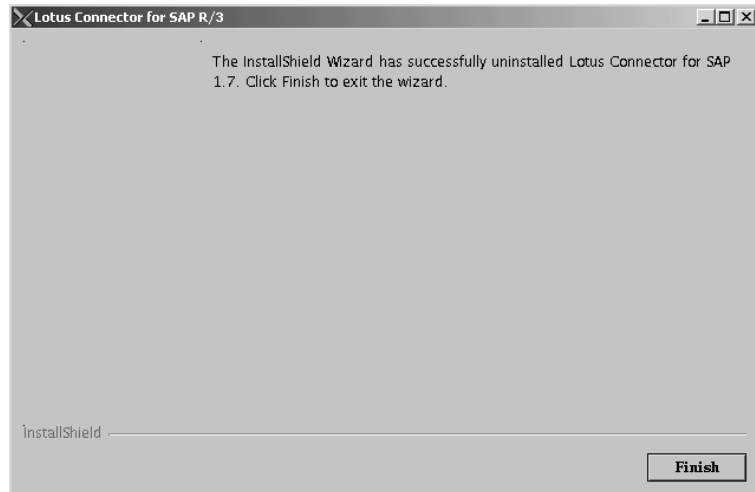 Lotus Connector for SAP R/3
The InstallShield Wizard has successfully uninstalled Lotus Connector for SAP
1.7. Click Finish to exit the wizard.
InstallShield
Finish